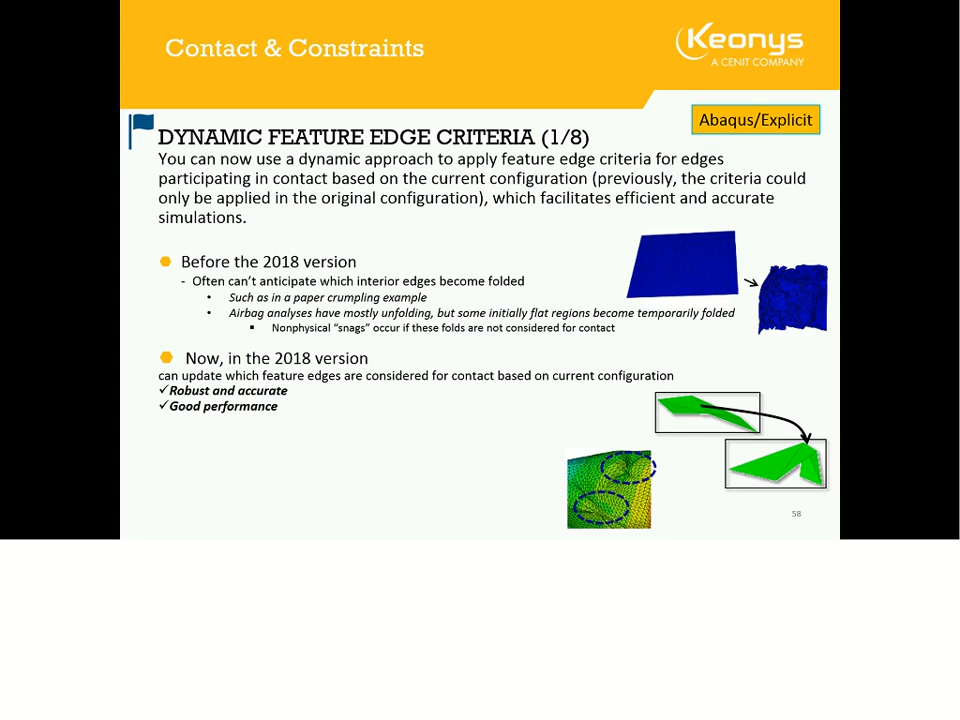 Contact & Constraints
Keonys
A CENIT COMPANY
Abaqus/Explicit
DYNAMIC FEATURE EDGE CRITERIA (1/8)
You can now use a dynamic approach to apply feature edge criteria for edges
participating in contact based on the current configuration (previously, the criteria could
only be applied in the original configuration), which facilitates efficient and accurate
simulations.
Before the 2018 version
- Often can't anticipate which interior edges become folded
• Such as in a paper crumpling example
• Airbag analyses have mostly unfolding, but some initially flat regions become temporarily folded
▪ Nonphysical “snags” occur if these folds are not considered for contact
Now, in the 2018 version
can update which feature edges are considered for contact based on current configuration
✓Robust and accurate
✓Good performance
58